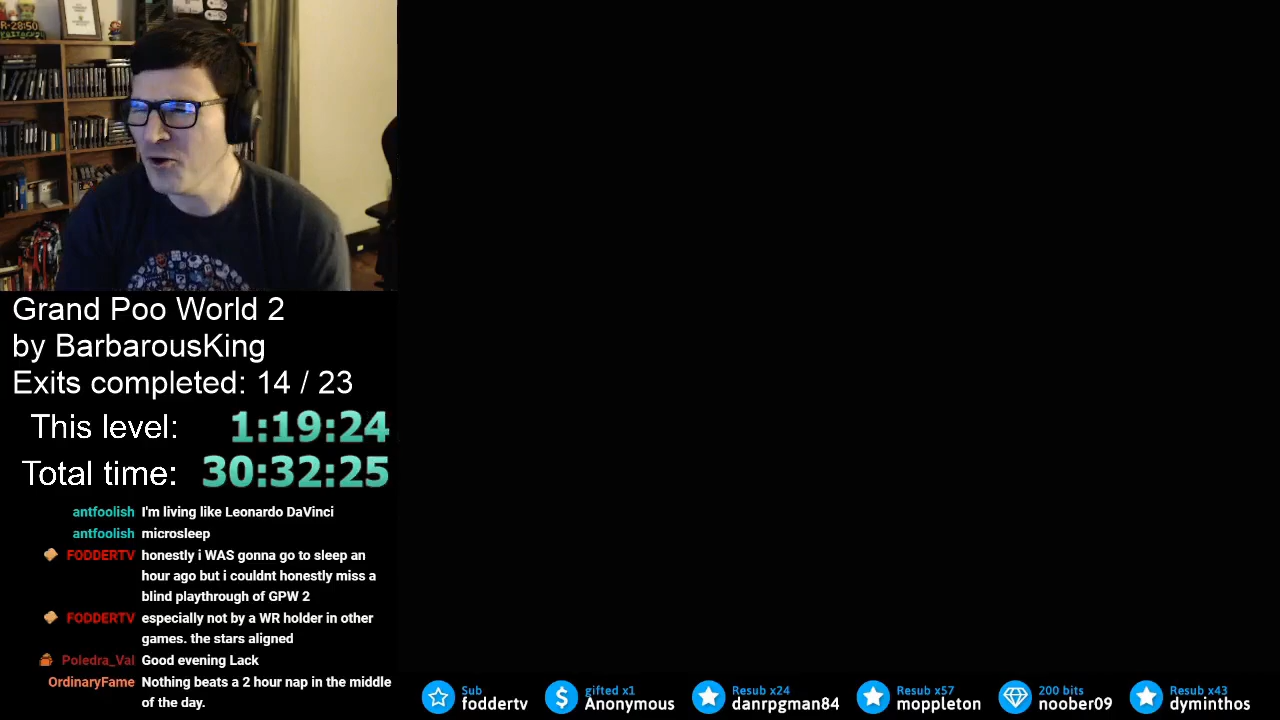 R-28:50
Grand Poo World 2
by BarbarousKing
Exits completed: 14 / 23
This level: 1:19:24
Total time: 30:32:25
antfoolish I'm living like Leonardo DaVinci
antfoolish microsleep
FODDERTV honestly i WAS gonna go to sleep an
hour ago but i couldnt honestly miss a
blind playthrough of GPW 2
FODDERTV especially not by a WR holder in other
games. the stars aligned
Poledra_Val Good evening Lack
OrdinaryFame Nothing beats a 2 hour nap in the middle
of the day.
Sub
foddertv
gifted x1
Anonymous
Resub x24
danrpgman84
Resub x57
moppleton
200 bits
noober09
Resub x43
dyminthos